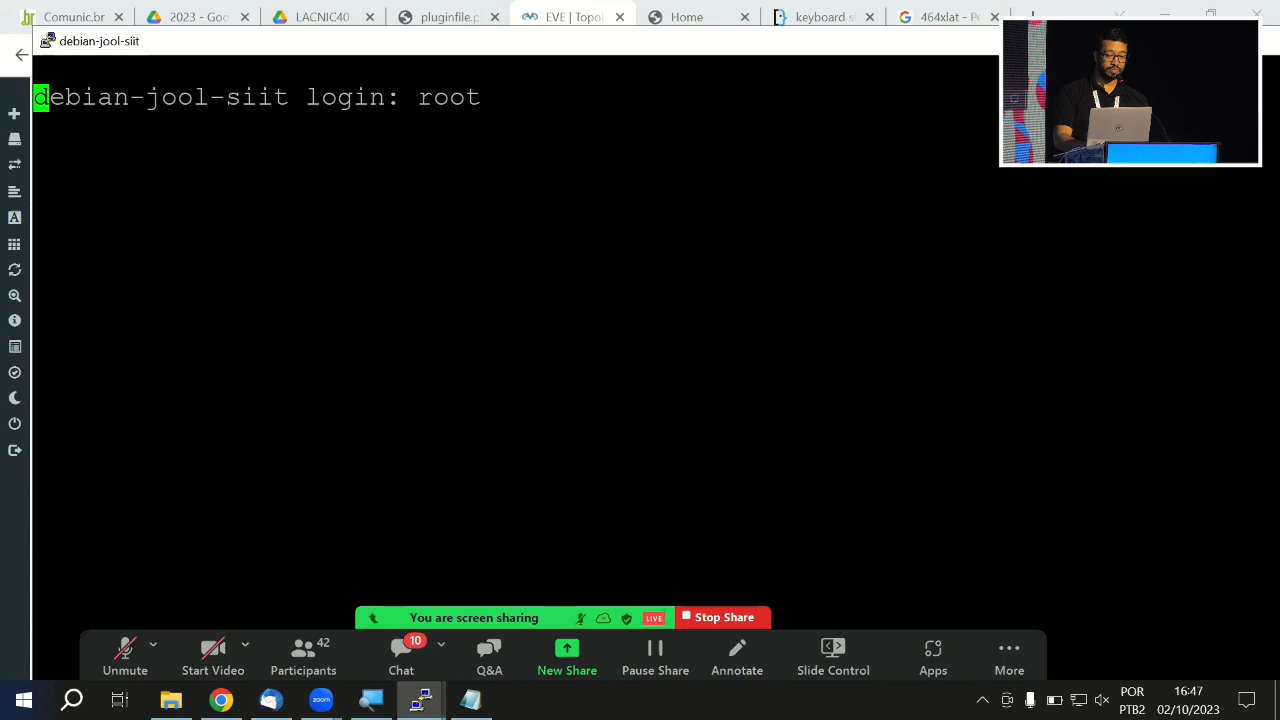 Comunic.br
2023 - Goo
LACNIC40
pluginfile.p
EVE | Topol
Home
keyboard s
464xlat - Pe
debian-jool-siit
debian-jool-siit
root
You are screen sharing
LIVE
Stop Share
Unmute
Start Video
Participants
42
Chat
10
Q&A
New Share
Pause Share
Annotate
Slide Control
Apps
More
zoom
POR
PTB2
16:47
02/10/2023